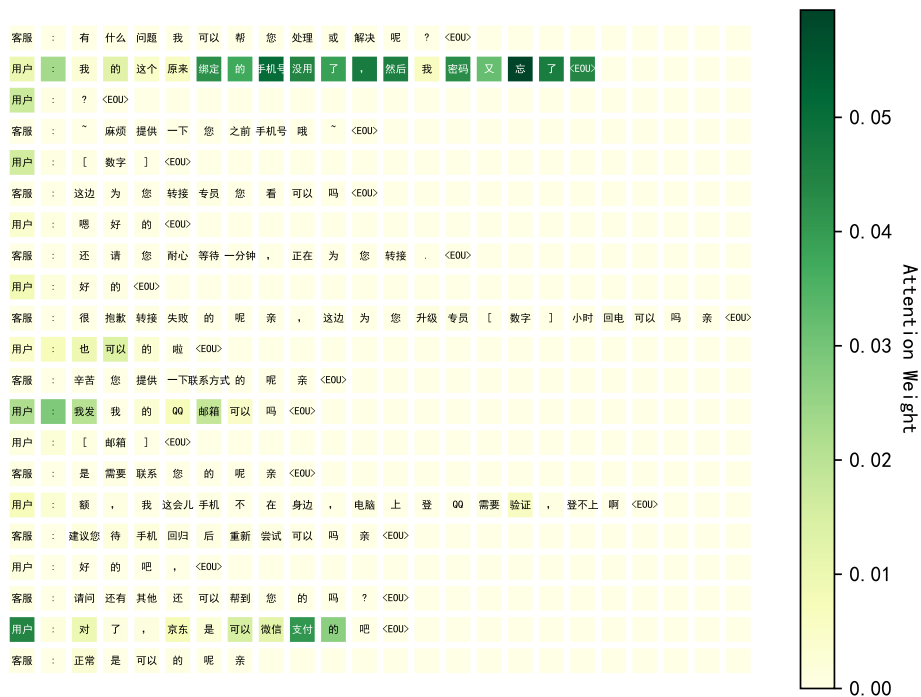 客服 : 有 什么 问题 我 可以 帮 您 处理 或 解决 呢 ? <EOU>
用户 : 我 的 这个 原来 绑定 的 手机号 没用 了 , 然后 我 密码 又 忘 了 <EOU>
用户 : ? <EOU>
客服 : ~ 麻烦 提供 一下 您 之前 手机号 哦 ~ <EOU>
用户 : [ 数字 ] <EOU>
客服 : 这边 为 您 转接 专员 您 看 可以 吗 <EOU>
用户 : 嗯 好 的 <EOU>
客服 : 还 请 您 耐心 等待 一分钟 , 正在 为 您 转接 . <EOU>
用户 : 好 的 <EOU>
客服 : 很 抱歉 转接 失败 的 呢 亲 , 这边 为 您 升级 专员 [ 数字 ] 小时 回电 可以 吗 亲 <EOU>
用户 : 也 可以 的 啦 <EOU>
客服 : 辛苦 您 提供 一下 联系方式 的 呢 亲 <EOU>
用户 : 我发 我 的 QQ 邮箱 可以 吗 <EOU>
用户 : [ 邮箱 ] <EOU>
客服 : 是 需要 联系 您 的 呢 亲 <EOU>
用户 : 额 , 我 这会儿 手机 不 在 身边 , 电脑 上 登 QQ 需要 验证 , 登不上 啊 <EOU>
客服 : 建议您 待 手机 回归 后 重新 尝试 可以 吗 亲 <EOU>
用户 : 好 的 吧 , <EOU>
客服 : 请问 还有 其他 还 可以 帮到 您 的 吗 ? <EOU>
用户 : 对 了 , 京东 是 可以 微信 支付 的 吧 <EOU>
客服 : 正常 是 可以 的 呢 亲
0.05
0.04
0.03
0.02
0.01
0.00
Attention Weight